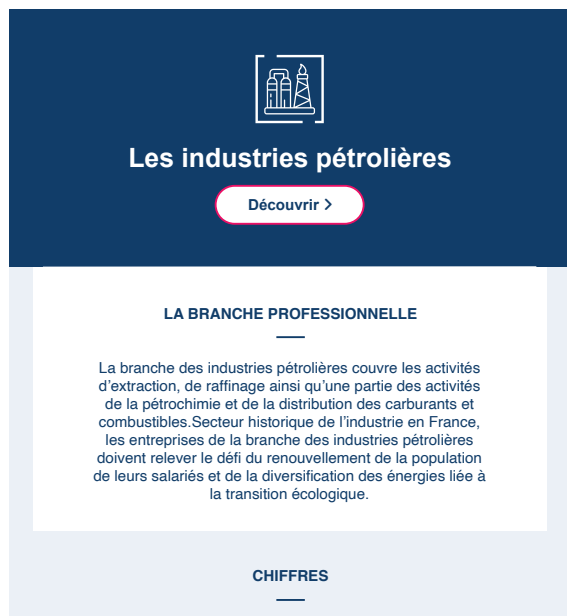 Les industries pétrolières
Découvrir >
LA BRANCHE PROFESSIONNELLE
La branche des industries pétrolières couvre les activités
d’extraction, de raffinage ainsi qu’une partie des activités
de la pétrochimie et de la distribution des carburants et
combustibles.Secteur historique de l’industrie en France,
les entreprises de la branche des industries pétrolières
doivent relever le défi du renouvellement de la population
de leurs salariés et de la diversification des énergies liée à
la transition écologique.
CHIFFRES